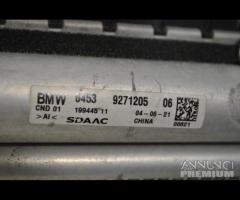 BMW 6453 9271205 06
CND 01 199445 11
>Al< SDAAC 04-06-21
CHINA 00621
ANNUNCI
PREMIUM